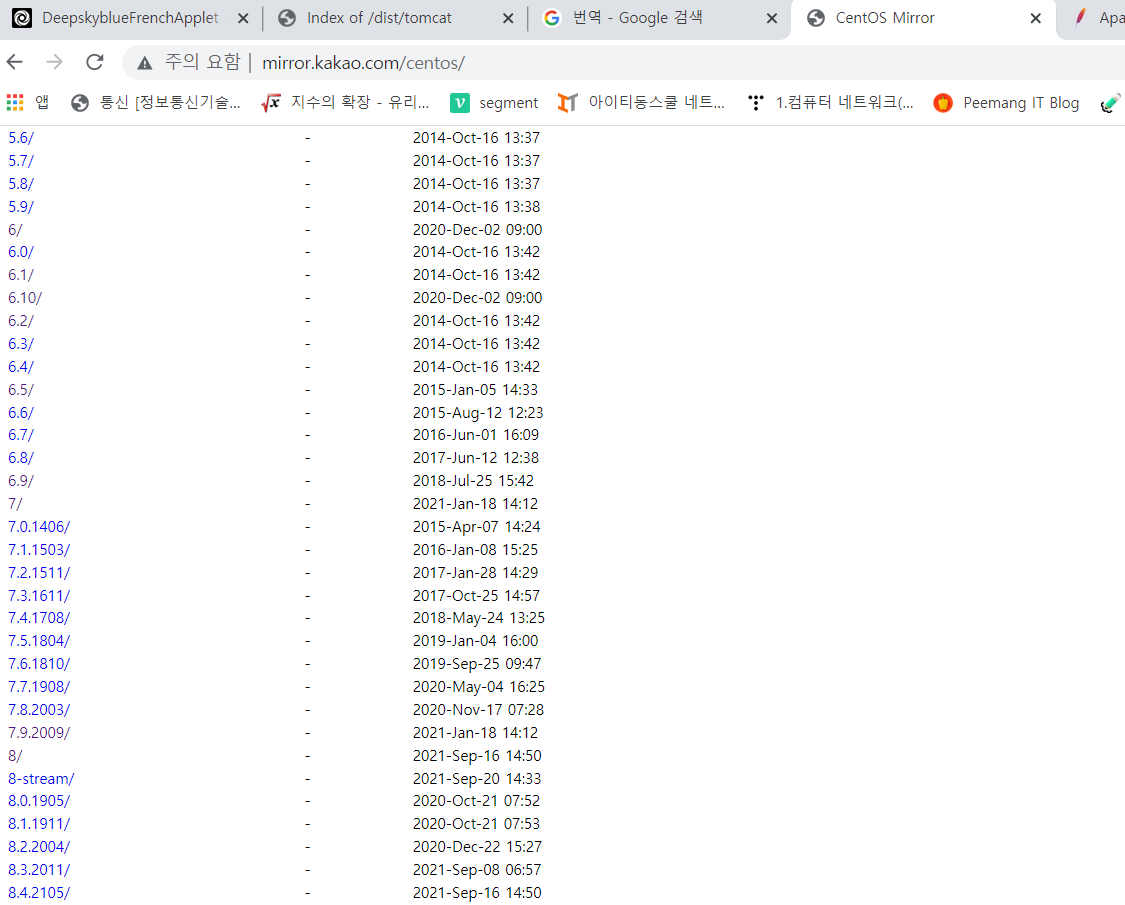 DeepskyblueFrenchApplet
Index of /dist/tomcat
번역 - Google 검색
CentOS Mirror
Apa
주의 요함 | mirror.kakao.com/centos/
앱 통신 [정보통신기술... 지수의 확장 - 유리... segment 아이티동스쿨 네트... 1.컴퓨터 네트워크(... Peemang IT Blog
5.6/ - 2014-Oct-16 13:37
5.7/ - 2014-Oct-16 13:37
5.8/ - 2014-Oct-16 13:37
5.9/ - 2014-Oct-16 13:38
6/ - 2020-Dec-02 09:00
6.0/ - 2014-Oct-16 13:42
6.1/ - 2014-Oct-16 13:42
6.10/ - 2020-Dec-02 09:00
6.2/ - 2014-Oct-16 13:42
6.3/ - 2014-Oct-16 13:42
6.4/ - 2014-Oct-16 13:42
6.5/ - 2015-Jan-05 14:33
6.6/ - 2015-Aug-12 12:23
6.7/ - 2016-Jun-01 16:09
6.8/ - 2017-Jun-12 12:38
6.9/ - 2018-Jul-25 15:42
7/ - 2021-Jan-18 14:12
7.0.1406/ - 2015-Apr-07 14:24
7.1.1503/ - 2016-Jan-08 15:25
7.2.1511/ - 2017-Jan-28 14:29
7.3.1611/ - 2017-Oct-25 14:57
7.4.1708/ - 2018-May-24 13:25
7.5.1804/ - 2019-Jan-04 16:00
7.6.1810/ - 2019-Sep-25 09:47
7.7.1908/ - 2020-May-04 16:25
7.8.2003/ - 2020-Nov-17 07:28
7.9.2009/ - 2021-Jan-18 14:12
8/ - 2021-Sep-16 14:50
8-stream/ - 2021-Sep-20 14:33
8.0.1905/ - 2020-Oct-21 07:52
8.1.1911/ - 2020-Oct-21 07:53
8.2.2004/ - 2020-Dec-22 15:27
8.3.2011/ - 2021-Sep-08 06:57
8.4.2105/ - 2021-Sep-16 14:50